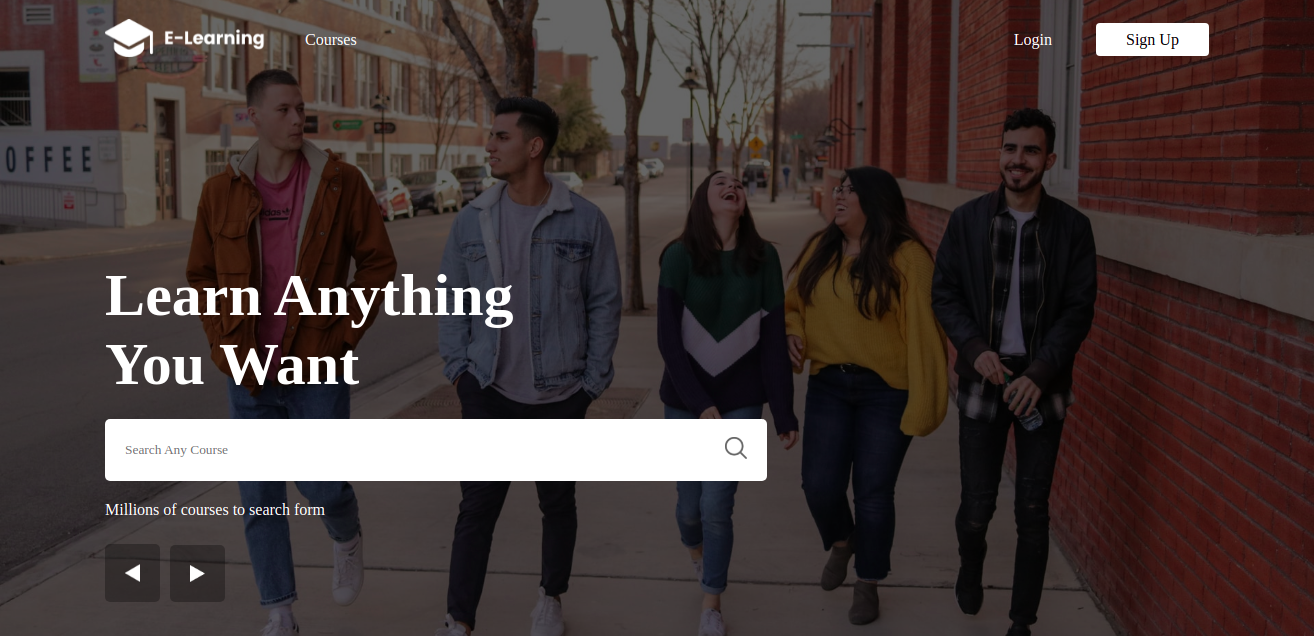 E-Learning
Courses
Login
Sign Up
OFFEE
adidas
Learn Anything
You Want
Search Any Course
Millions of courses to search form